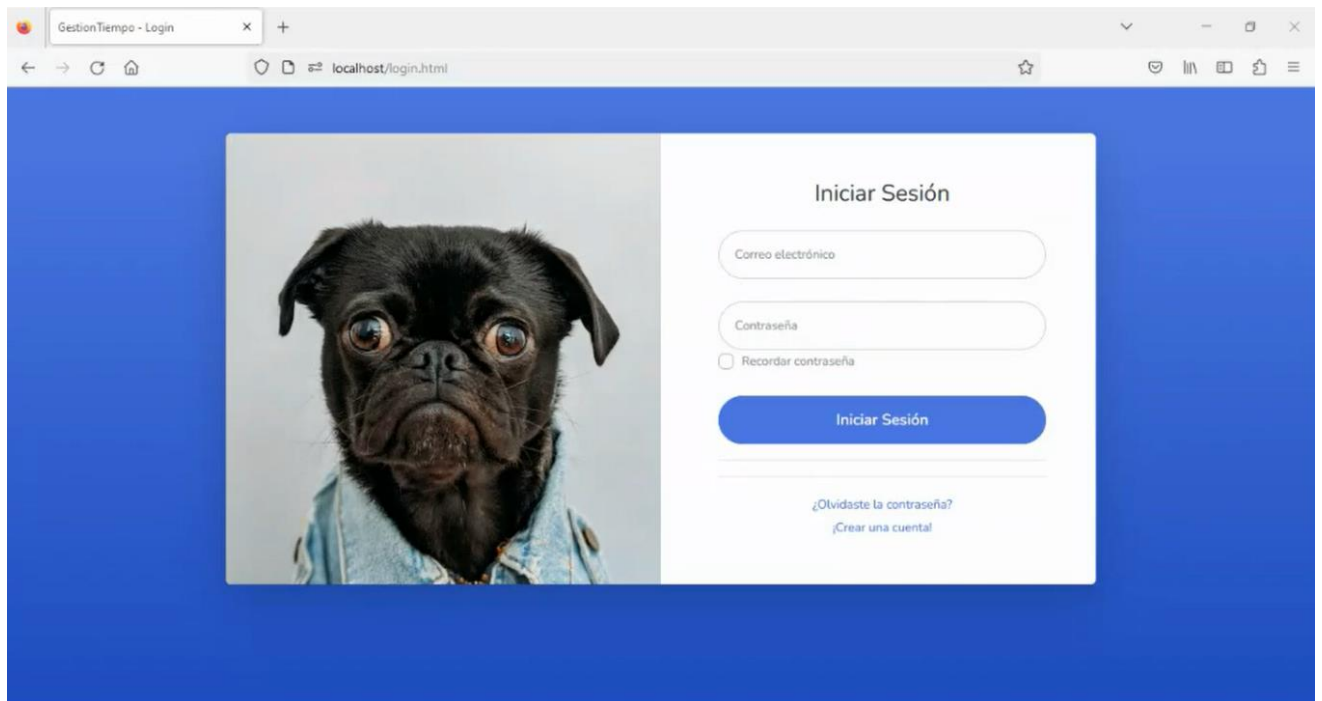 GestionTiempo - Login
localhost/login.html
Iniciar Sesión
Correo electrónico
Contraseña
Recordar contraseña
Iniciar Sesión
¿Olvidaste la contraseña?
¡Crear una cuenta!